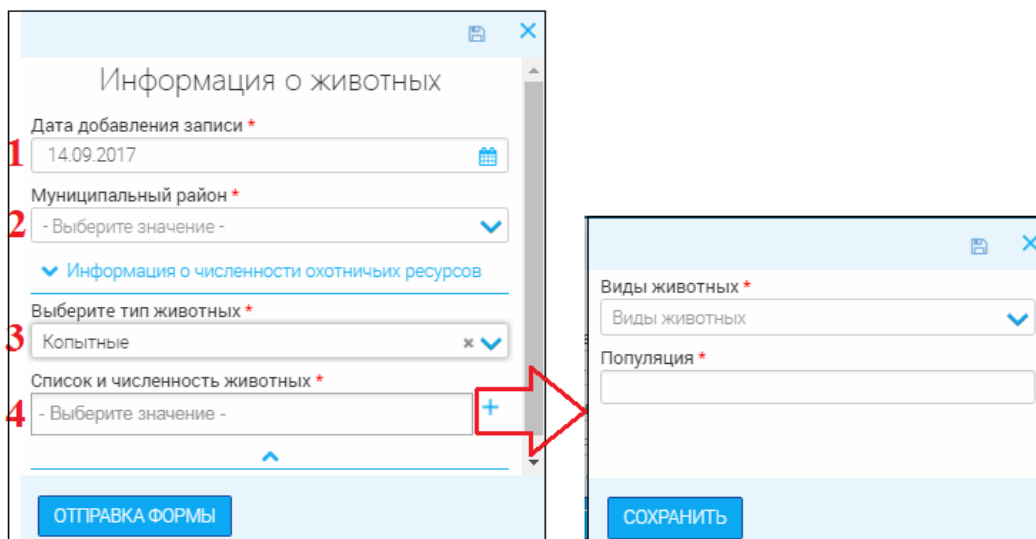 Информация о животных
Дата добавления записи *
1 14.09.2017
Муниципальный район *
2 - Выберите значение -
Информация о численности охотничьих ресурсов
Выберите тип животных *
3 Копытные
Список и численность животных *
4 - Выберите значение -
ОТПРАВКА ФОРМЫ
Виды животных *
Виды животных
Популяция *
СОХРАНИТЬ